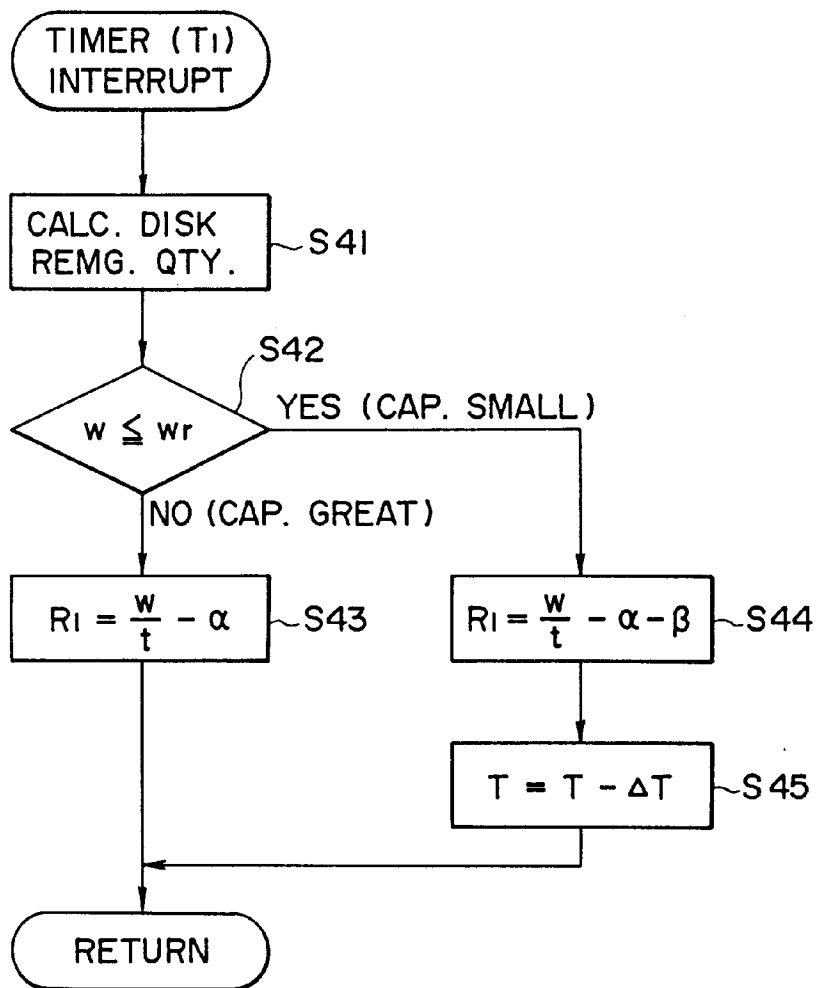 TIMER (T1)
INTERRUPT
CALC. DISK
REMG. QTY.
S41
S42
w ≦ wr
YES (CAP. SMALL)
NO (CAP. GREAT)
R1 = w/t - α
S43
R1 = w/t - α - β
S44
T = T - ΔT
S45
RETURN